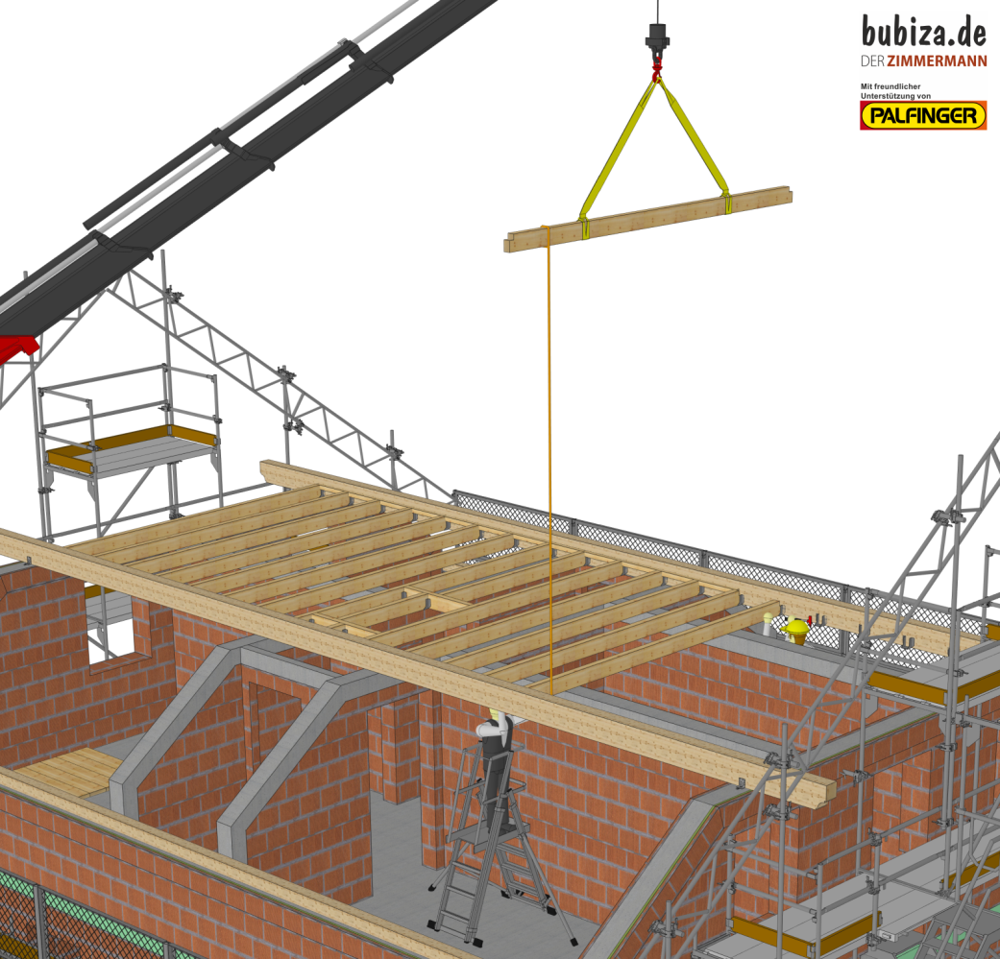 bubiza.de
DER ZIMMERMANN
Mit freundlicher
Unterstützung von
PALFINGER